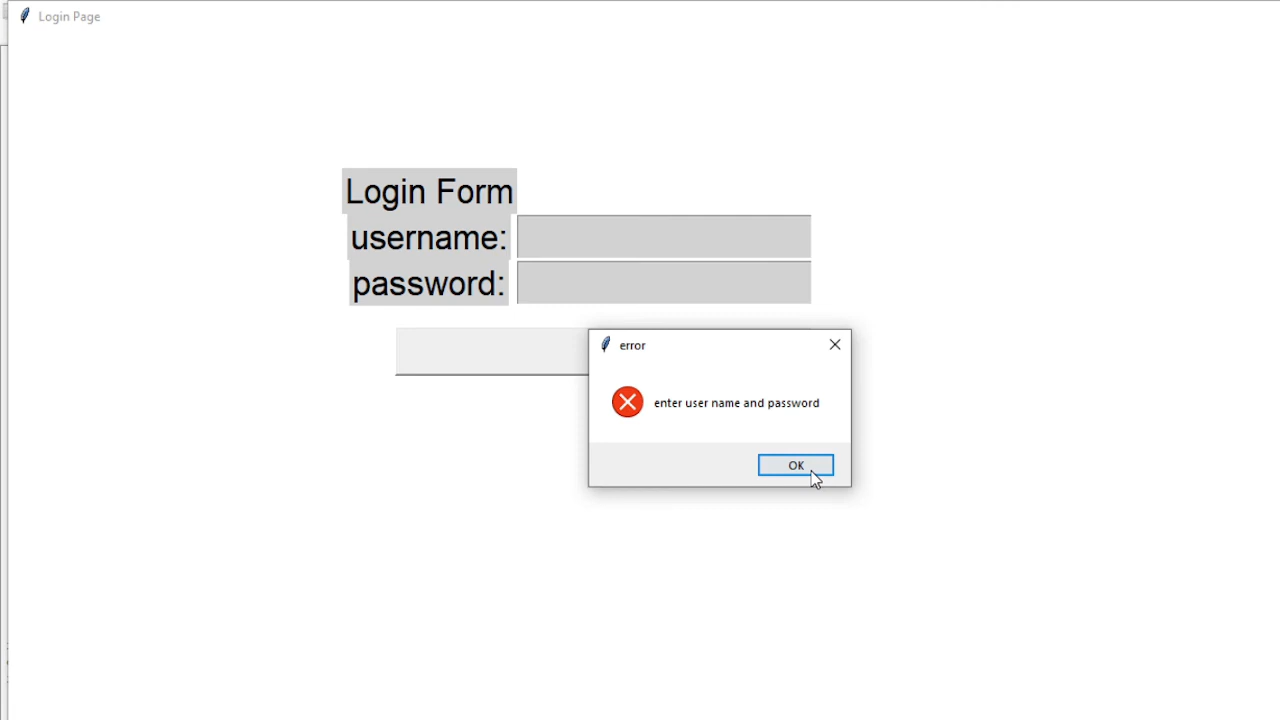 Login Page
Login Form
username:
password:
error
enter user name and password
OK